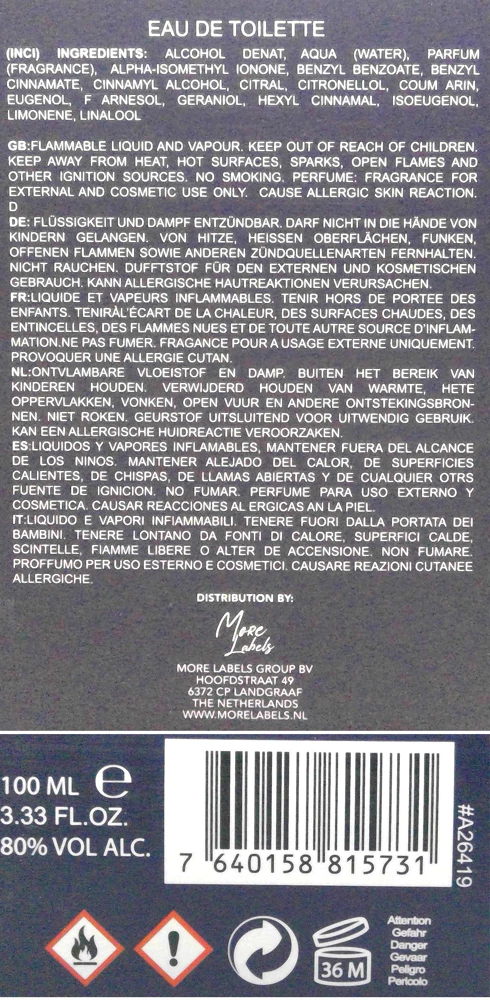 EAU DE TOILETTE
(INCI) INGREDIENTS: ALCOHOL DENAT, AQUA (WATER), PARFUM
(FRAGRANCE), ALPHA-ISOMETHYL IONONE, BENZYL BENZOATE, BENZYL
CINNAMATE, CINNAMYL ALCOHOL, CITRAL, CITRONELLOL, COUM ARIN,
EUGENOL, F ARNESOL, GERANIOL, HEXYL CINNAMAL, ISOEUGENOL,
LIMONENE, LINALOOL
GB:FLAMMABLE LIQUID AND VAPOUR. KEEP OUT OF REACH OF CHILDREN.
KEEP AWAY FROM HEAT, HOT SURFACES, SPARKS, OPEN FLAMES AND
OTHER IGNITION SOURCES. NO SMOKING. PERFUME: FRAGRANCE FOR
EXTERNAL AND COSMETIC USE ONLY. CAUSE ALLERGIC SKIN REACTION.
D
DE: FLÜSSIGKEIT UND DAMPF ENTZÜNDBAR. DARF NICHT IN DIE HÄNDE VON
KINDERN GELANGEN. VON HITZE, HEISSEN OBERFLÄCHEN, FUNKEN,
OFFENEN FLAMMEN SOWIE ANDEREN ZÜNDQUELLENARTEN FERNHALTEN.
NICHT RAUCHEN. DUFFTSTOF FÜR DEN EXTERNEN UND KOSMETISCHEN
GEBRAUCH. KANN ALLERGISCHE HAUTREAKTIONEN VERURSACHEN.
FR:LIQUIDE ET VAPEURS INFLAMMABLES. TENIR HORS DE PORTEE DES
ENFANTS. TENIRÀL'ÉCART DE LA CHALEUR, DES SURFACES CHAUDES, DES
ENTINCELLES, DES FLAMMES NUES ET DE TOUTE AUTRE SOURCE D'INFLAM-
MATION.NE PAS FUMER. FRAGANCE POUR A USAGE EXTERNE UNIQUEMENT.
PROVOQUER UNE ALLERGIE CUTAN.
NL:ONTVLAMBARE VLOEISTOF EN DAMP. BUITEN HET BEREIK VAN
KINDEREN HOUDEN. VERWIJDERD HOUDEN VAN WARMTE, HETE
OPPERVLAKKEN, VONKEN, OPEN VUUR EN ANDERE ONTSTEKINGSBRON-
NEN. NIET ROKEN. GEURSTOF UITSLUITEND VOOR UITWENDIG GEBRUIK.
KAN EEN ALLERGISCHE HUIDREACTIE VEROORZAKEN.
ES:LIQUIDOS Y VAPORES INFLAMABLES, MANTENER FUERA DEL ALCANCE
DE LOS NINOS. MANTENER ALEJADO DEL CALOR, DE SUPERFICIES
CALIENTES, DE CHISPAS, DE LLAMAS ABIERTAS Y DE CUALQUIER OTRS
FUENTE DE IGNICION. NO FUMAR. PERFUME PARA USO EXTERNO Y
COSMETICA. CAUSAR REACCIONES AL ERGICAS AN LA PIEL.
IT:LIQUIDO E VAPORI INFIAMMABILI. TENERE FUORI DALLA PORTATA DEI
BAMBINI. TENERE LONTANO DA FONTI DI CALORE, SUPERFICI CALDE,
SCINTELLE, FIAMME LIBERE O ALTER DE ACCENSIONE. NON FUMARE.
PROFFUMO PER USO ESTERNO E COSMETICI. CAUSARE REAZIONI CUTANEE
ALLERGICHE.
DISTRIBUTION BY:
More
Labels
MORE LABELS GROUP BV
HOOFDSTRAAT 49
6372 CP LANDGRAAF
THE NETHERLANDS
WWW.MORELABELS.NL
100 ML e
3.33 FL.OZ.
80% VOL ALC.
7 640158 815731
#A26419
36 M
Attention
Gefahr
Danger
Gevaar
Peligro
Pericolo